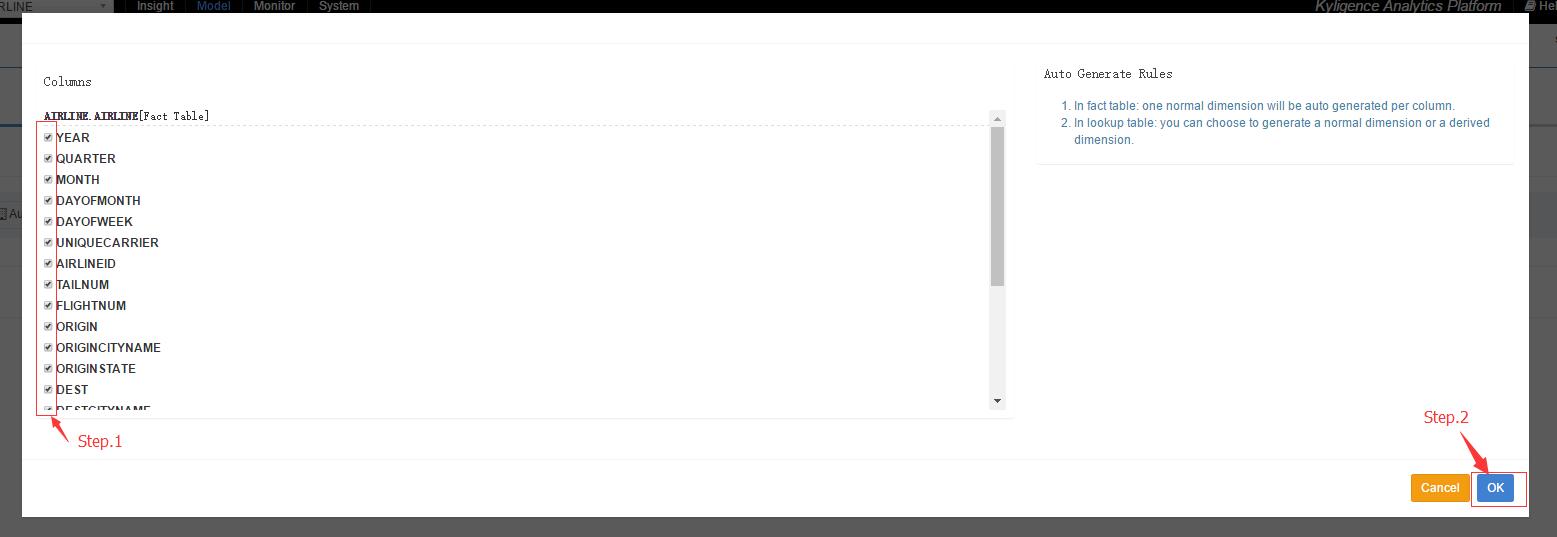 RLINE Insight Model Monitor System Kyligence Analytics Platform Hel
Columns
AIRLINE.AIRLINE[Fact Table]
YEAR
QUARTER
MONTH
DAYOFMONTH
DAYOFWEEK
UNIQUECARRIER
AIRLINEID
TAILNUM
FLIGHTNUM
ORIGIN
ORIGINCITYNAME
ORIGINSTATE
DEST
DESTCITYNAME
Auto Generate Rules
1. In fact table: one normal dimension will be auto generated per column.
2. In lookup table: you can choose to generate a normal dimension or a derived
dimension.
Au
Step.1
Step.2
Cancel OK